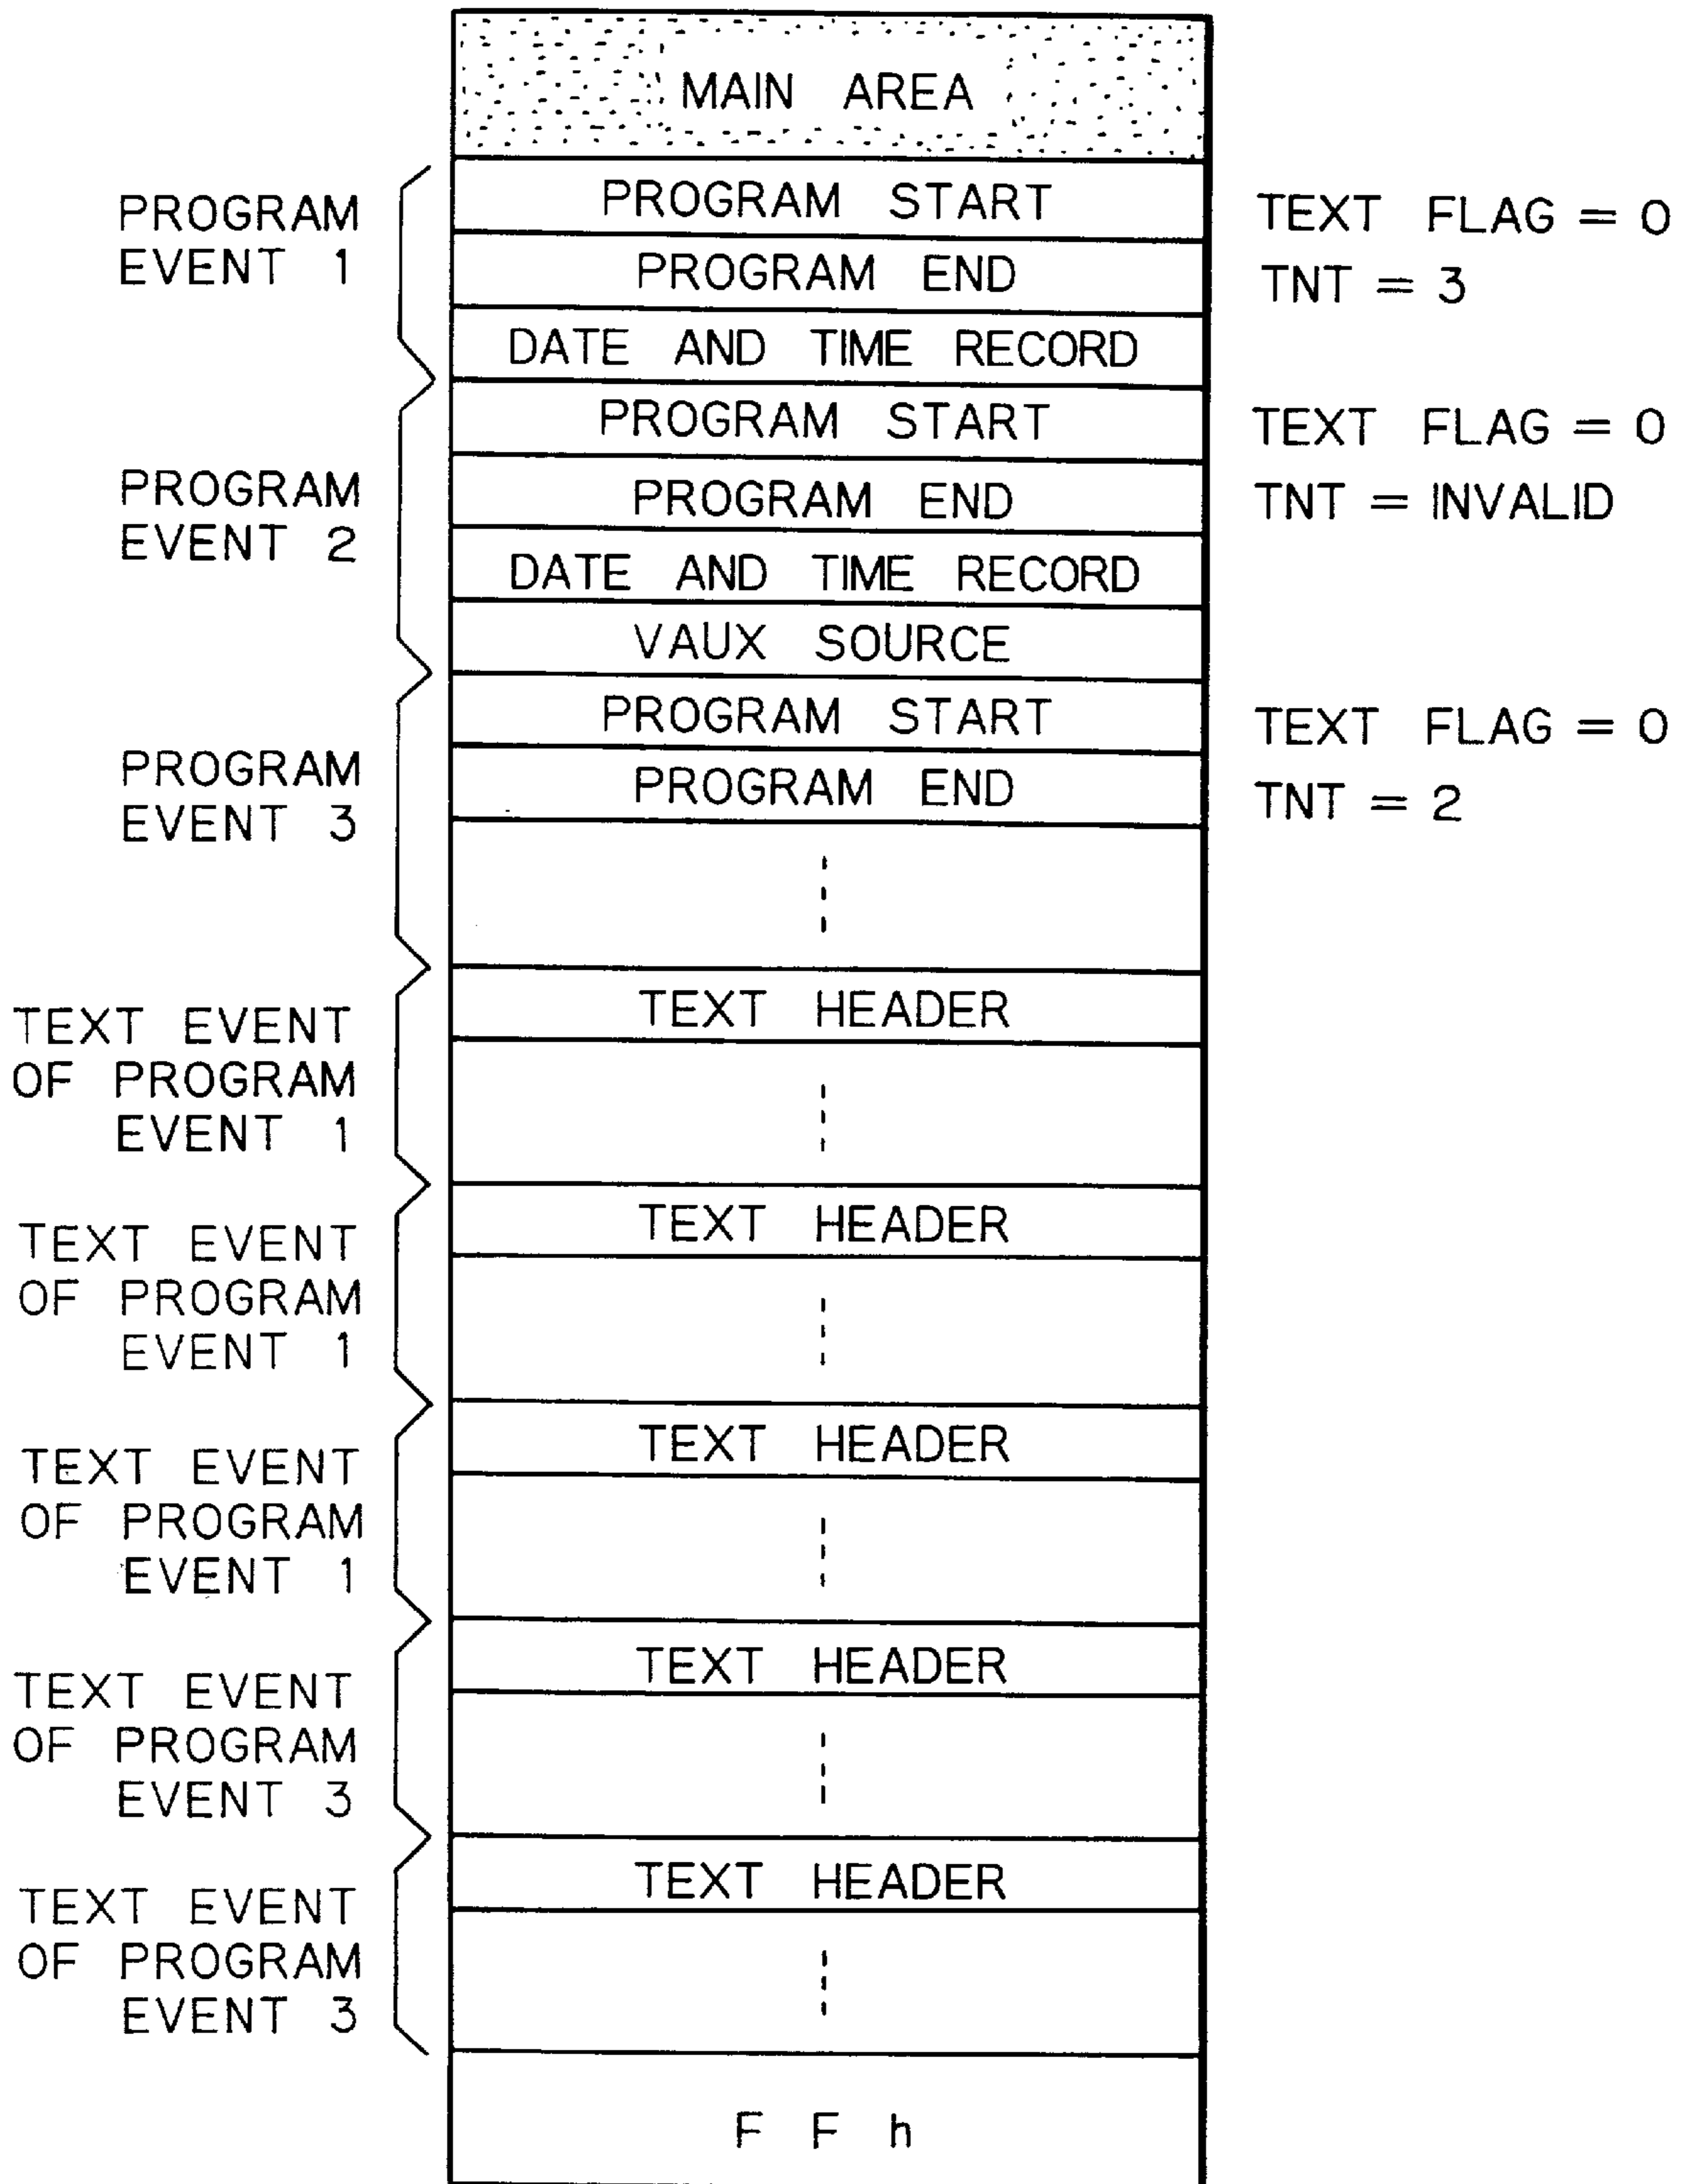 MAIN AREA
PROGRAM START
PROGRAM EVENT 1
TEXT FLAG = 0
PROGRAM END
TNT = 3
DATE AND TIME RECORD
PROGRAM START
TEXT FLAG = 0
PROGRAM
EVENT 2
PROGRAM END
TNT = INVALID
DATE AND TIME RECORD
VAUX SOURCE
PROGRAM START
TEXT FLAG = 0
PROGRAM
EVENT 3
PROGRAM END
TNT = 2
TEXT HEADER
TEXT EVENT
OF PROGRAM
EVENT 1
TEXT HEADER
TEXT EVENT
OF PROGRAM
EVENT 1
TEXT HEADER
TEXT EVENT
OF PROGRAM
EVENT 1
TEXT HEADER
TEXT EVENT
OF PROGRAM
EVENT 3
TEXT HEADER
TEXT EVENT
OF PROGRAM
EVENT 3
F F h